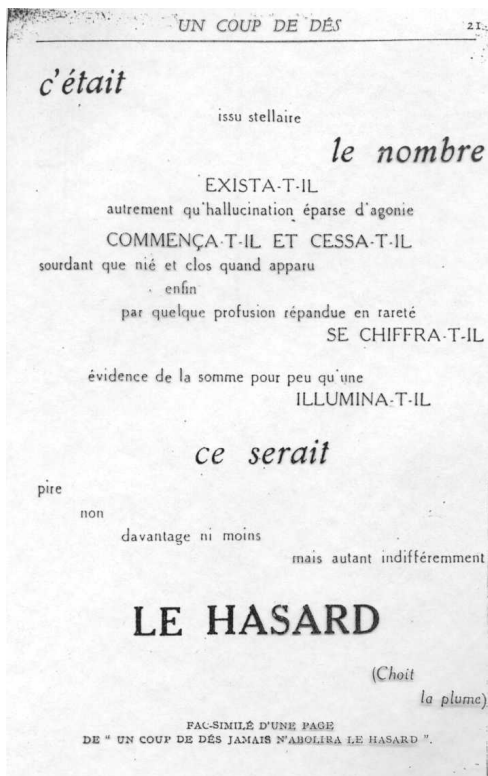 UN COUP DE DÉS 21
c'était
issu stellaire
le nombre
EXISTA-T-IL
autrement qu'hallucination éparse d'agonie
COMMENÇA-T-IL ET CESSA-T-IL
sourdant que nié et clos quand apparu
enfin
par quelque profusion répandue en rareté
SE CHIFFRA-T-IL
évidence de la somme pour peu qu'une
ILLUMINA-T-IL
ce serait
pire
non
davantage ni moins
mais autant indifféremment
LE HASARD
(Choit
la plume)
FAC-SIMILÉ D'UNE PAGE
DE " UN COUP DE DÉS JAMAIS N'ABOLIRA LE HASARD ".